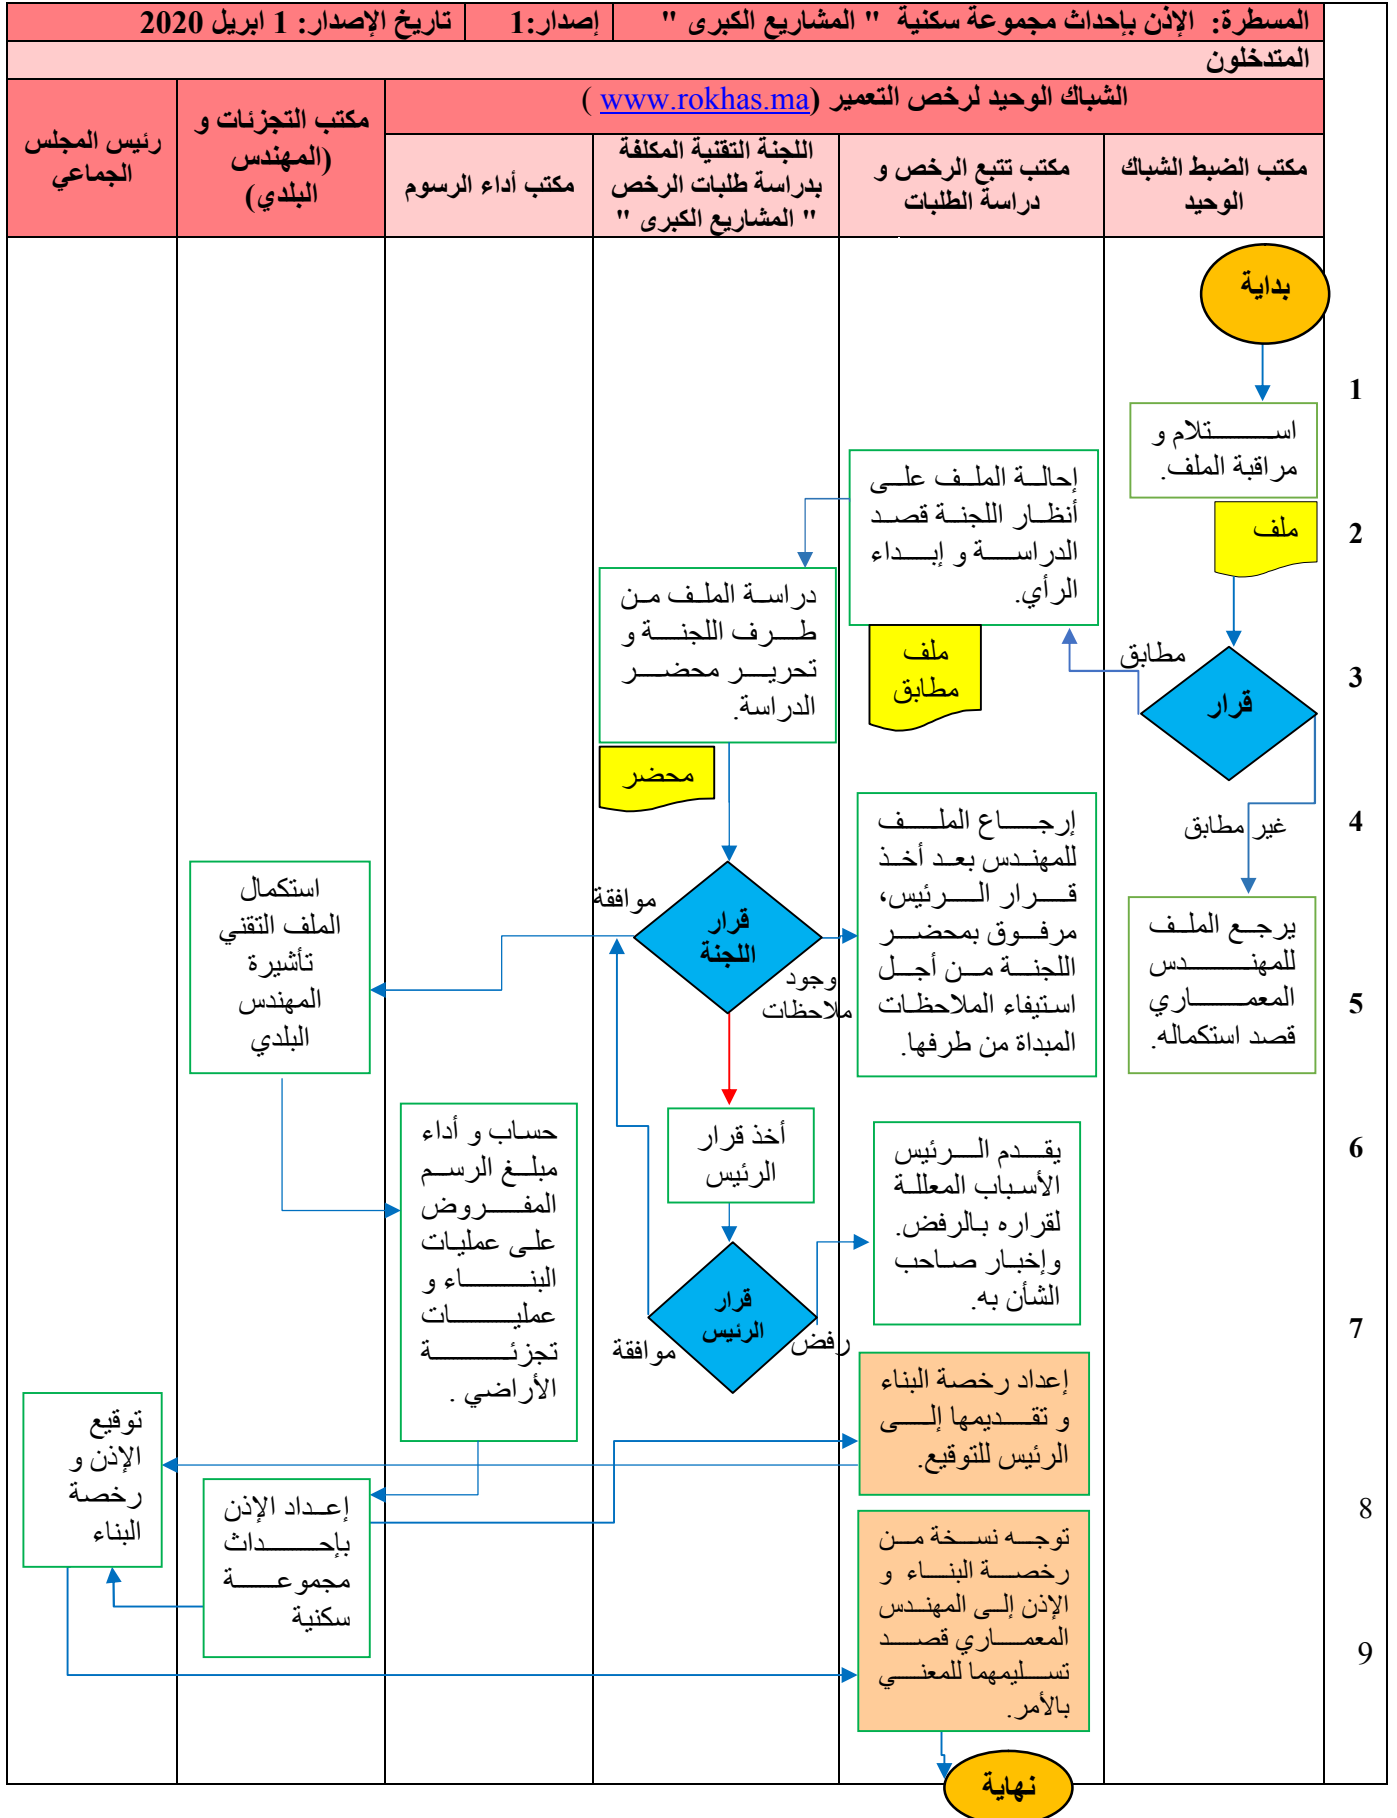 المسطرة: الإذن بإحداث مجموعة سكنية " المشاريع الكبرى "
إصدار:1
تاريخ الإصدار: 1 ابريل 2020
المتدخلون
الشباك الوحيد لرخص التعمير (www.rokhas.ma )
مكتب التجزئات و
(المهندس
البلدي)
رئيس المجلس
الجماعي
مكتب الضبط الشباك
الوحيد
مكتب تتبع الرخص و
دراسة الطلبات
اللجنة التقنية المكلفة
بدراسة طلبات الرخص
" المشاريع الكبرى "
مكتب أداء الرسوم
بداية
1
استلام و
مراقبة الملف.
ملف
2
إحالة الملف على
أنظار اللجنة قصد
الدراسة و إبداء
الرأي.
ملف
مطابق
دراسة الملف من
طرف اللجنة و
تحرير محضر
الدراسة.
محضر
مطابق
قرار
3
غير مطابق
4
يرجع الملف
للمهندس
المعماري
قصد استكماله.
إرجاع الملف
للمهندس بعد أخذ
قرار الرئيس،
مرفوق بمحضر
اللجنة من أجل
استيفاء الملاحظات
المبداة من طرفها.
موافقة
قرار
اللجنة
وجود
ملاحظات
استكمال
الملف التقني
تأشيرة
المهندس
البلدي
5
6
أخذ قرار
الرئيس
يقدم الرئيس
الأسباب المعللة
لقراره بالرفض.
وإخبار صاحب
الشأن به.
حساب و أداء
مبلغ الرسم
المفروض
على عمليات
البناء و
عمليات
تجزئة
الأراضي .
قرار
الرئيس
رفض
موافقة
7
إعداد رخصة البناء
و تقديمها إلى
الرئيس للتوقيع.
توقيع
الإذن و
رخصة
البناء
إعداد الإذن
بإحداث
مجموعة
سكنية
8
توجه نسخة من
رخصة البناء و
الإذن إلى المهندس
المعماري قصد
تسليمهما للمعني
بالأمر.
9
نهاية